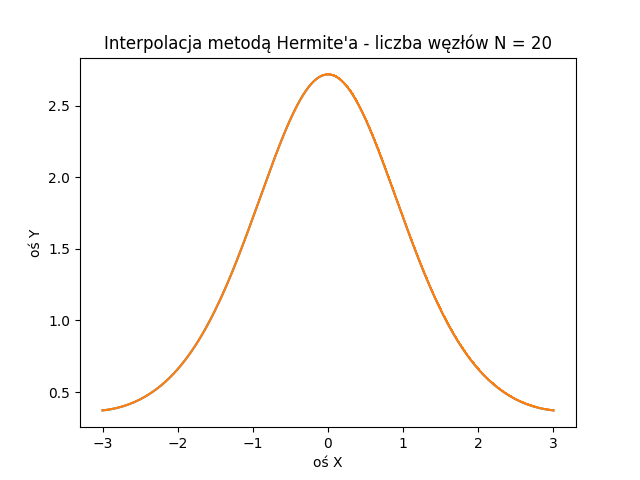 Interpolacja metodą Hermite'a - liczba węzłów N = 20
oś Y
2.5
2.0
1.5
1.0
0.5
−3 −2 −1 0 1 2 3
oś X